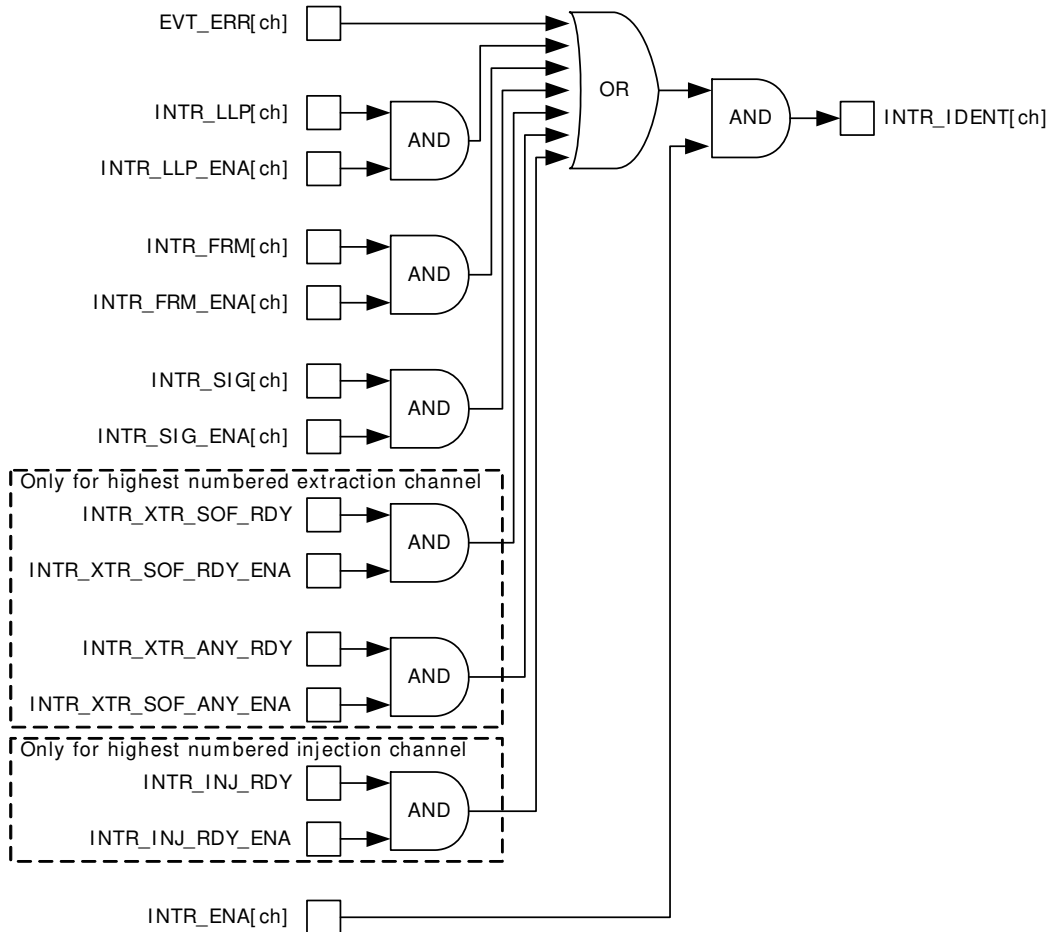 EVT_ERR[ch]
INTR_LLP[ch]
INTR_LLP_ENA[ch]
AND
OR
AND
INTR_IDENT[ch]
INTR_FRM[ch]
INTR_FRM_ENA[ch]
AND
INTR_SIG[ch]
INTR_SIG_ENA[ch]
AND
Only for highest numbered extraction channel
INTR_XTR_SOF_RDY
INTR_XTR_SOF_RDY_ENA
AND
INTR_XTR_ANY_RDY
INTR_XTR_SOF_ANY_ENA
AND
Only for highest numbered injection channel
INTR_INJ_RDY
INTR_INJ_RDY_ENA
AND
INTR_ENA[ch]